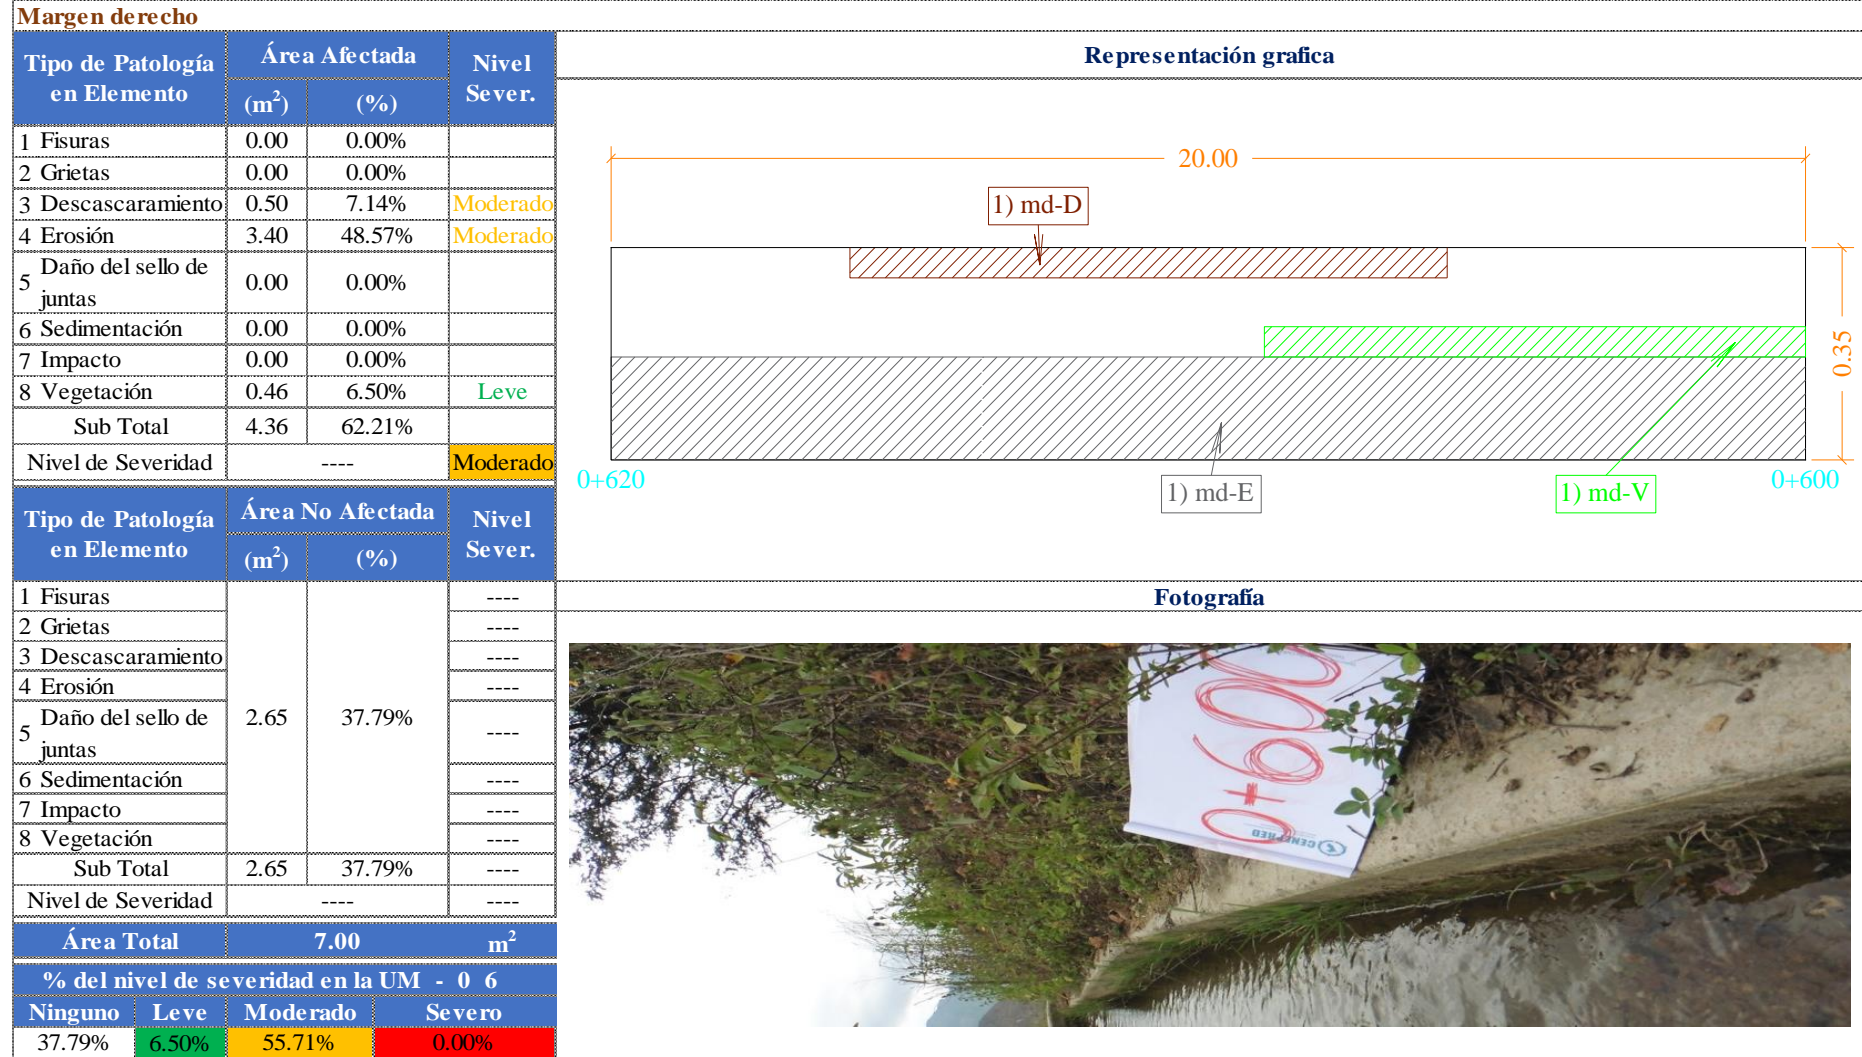 Margen derecho
Tipo de Patología en Elemento Área Afectada Nivel Sever.
(m²) (%)
1 Fisuras 0.00 0.00%
2 Grietas 0.00 0.00%
3 Descascaramiento 0.50 7.14% Moderado
4 Erosión 3.40 48.57% Moderado
5 Daño del sello de juntas 0.00 0.00%
6 Sedimentación 0.00 0.00%
7 Impacto 0.00 0.00%
8 Vegetación 0.46 6.50% Leve
Sub Total 4.36 62.21%
Nivel de Severidad ---- Moderado
Tipo de Patología en Elemento Área No Afectada Nivel Sever.
(m²) (%)
1 Fisuras ----
2 Grietas ----
3 Descascaramiento ----
4 Erosión ----
5 Daño del sello de juntas 2.65 37.79% ----
6 Sedimentación ----
7 Impacto ----
8 Vegetación ----
Sub Total 2.65 37.79% ----
Nivel de Severidad ---- ----
Área Total 7.00 m²
% del nivel de severidad en la UM - 0 6
Ninguno Leve Moderado Severo
37.79% 6.50% 55.71% 0.00%
Representación grafica
20.00
1) md-D
0.35
0+620
1) md-E
1) md-V
0+600
Fotografía
0+600
CENEPRED